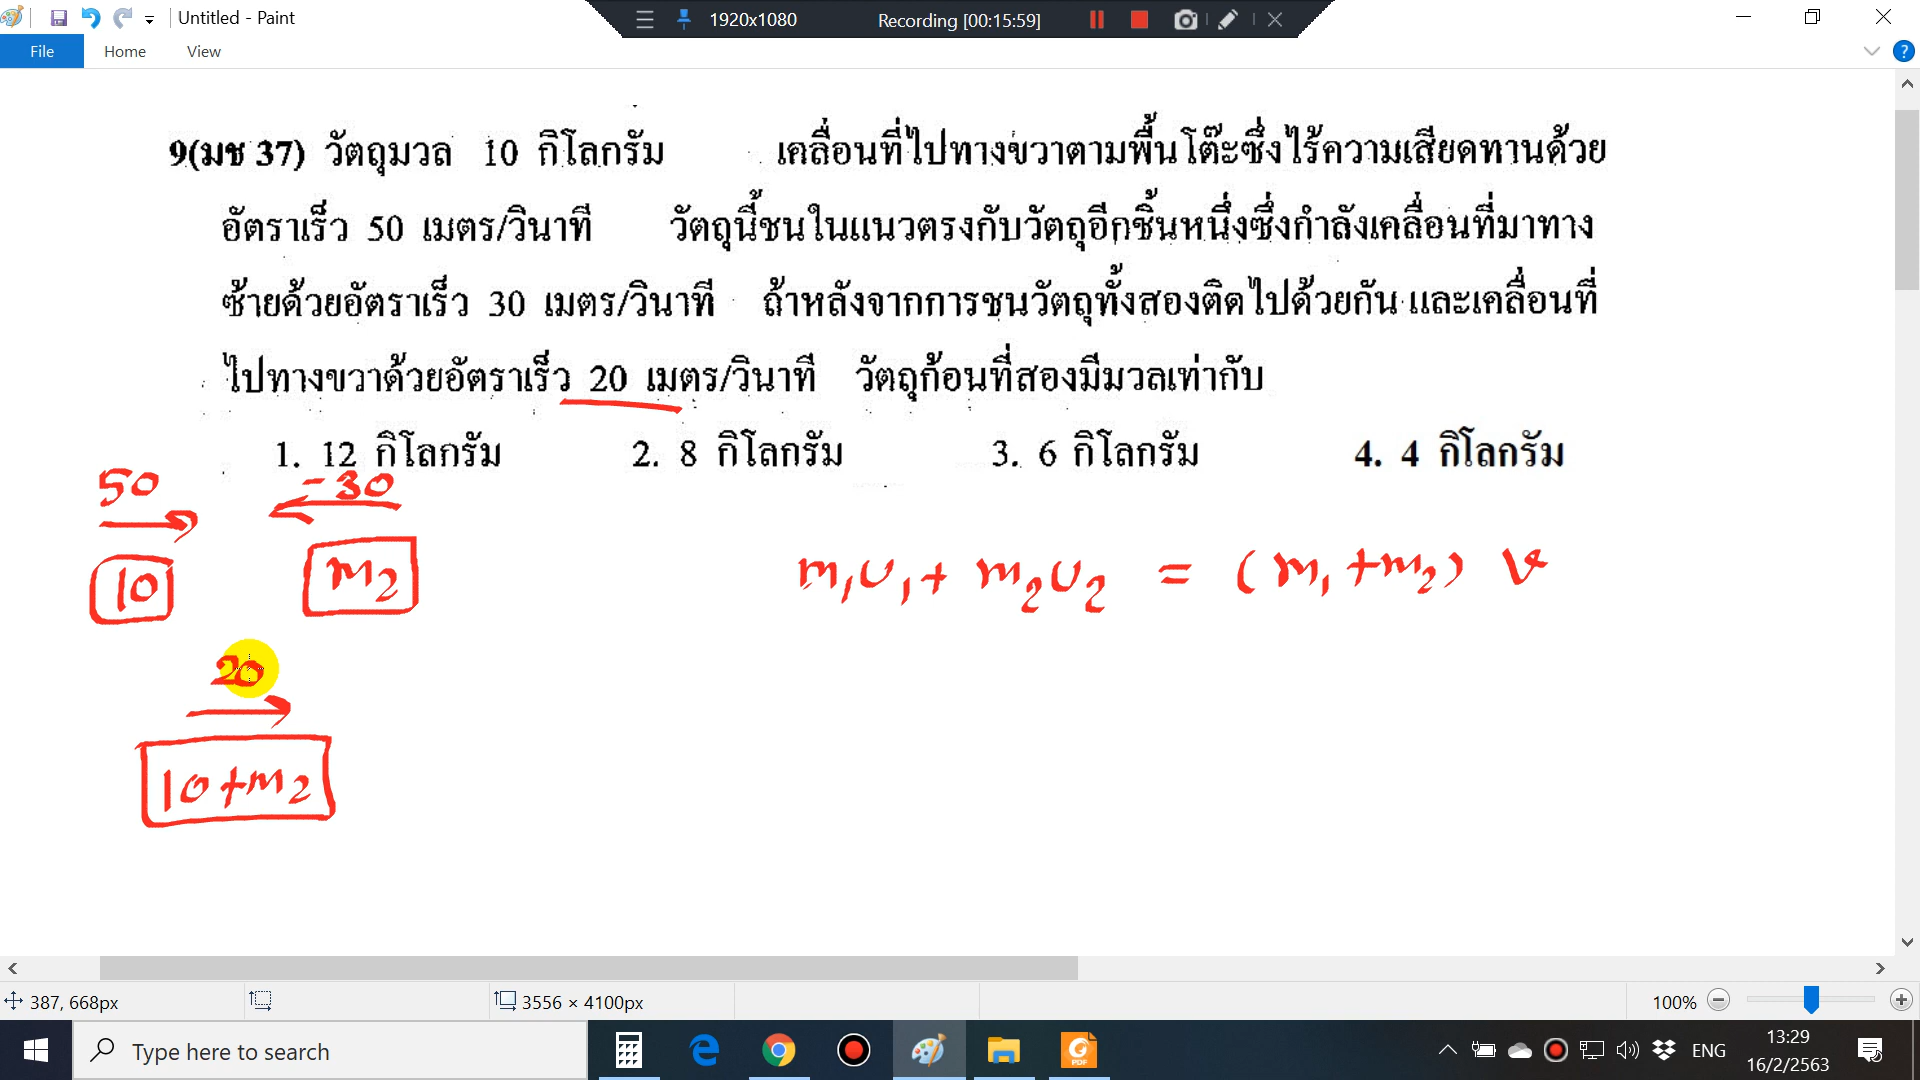 Untitled - Paint
1920x1080
Recording [00:15:59]
File
Home
View
9(มช 37) วัตถุมวล 10 กิโลกรัม เคลื่อนที่ไปทางขวาตามพื้นโต๊ะซึ่งไร้ความเสียดทานด้วย
อัตราเร็ว 50 เมตร/วินาที วัตถุนี้ชนในแนวตรงกับวัตถุอีกชิ้นหนึ่งซึ่งกำลังเคลื่อนที่มาทาง
ซ้ายด้วยอัตราเร็ว 30 เมตร/วินาที ถ้าหลังจากการชนวัตถุทั้งสองติดไปด้วยกัน และเคลื่อนที่
ไปทางขวาด้วยอัตราเร็ว 20 เมตร/วินาที วัตถุก้อนที่สองมีมวลเท่ากับ
1. 12 กิโลกรัม 2. 8 กิโลกรัม 3. 6 กิโลกรัม 4. 4 กิโลกรัม
50 -30
10 m₂
m₁u₁ + m₂u₂ = (m₁ + m₂) v
20
10 + m₂
387, 668px
3556 × 4100px
100%
Type here to search
ENG
13:29
16/2/2563